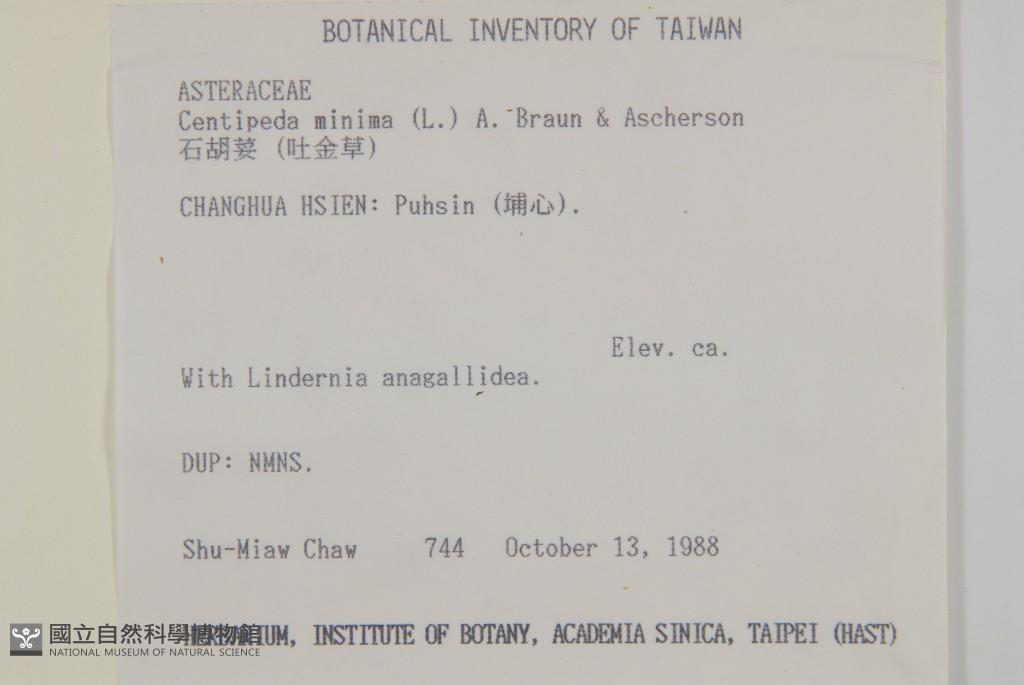 BOTANICAL INVENTORY OF TAIWAN
ASTERACEAE
Centipeda minima (L.) A. Braun & Ascherson
石胡荽 (吐金草)
CHANGHUA HSIEN: Puhsin (埔心).
Elev. ca.
With Lindernia anagallidea.
DUP: NMNS.
Shu-Miaw Chaw 744 October 13, 1988
HERBARIUM, INSTITUTE OF BOTANY, ACADEMIA SINICA, TAIPEI (HAST)
國立自然科學博物館
NATIONAL MUSEUM OF NATURAL SCIENCE